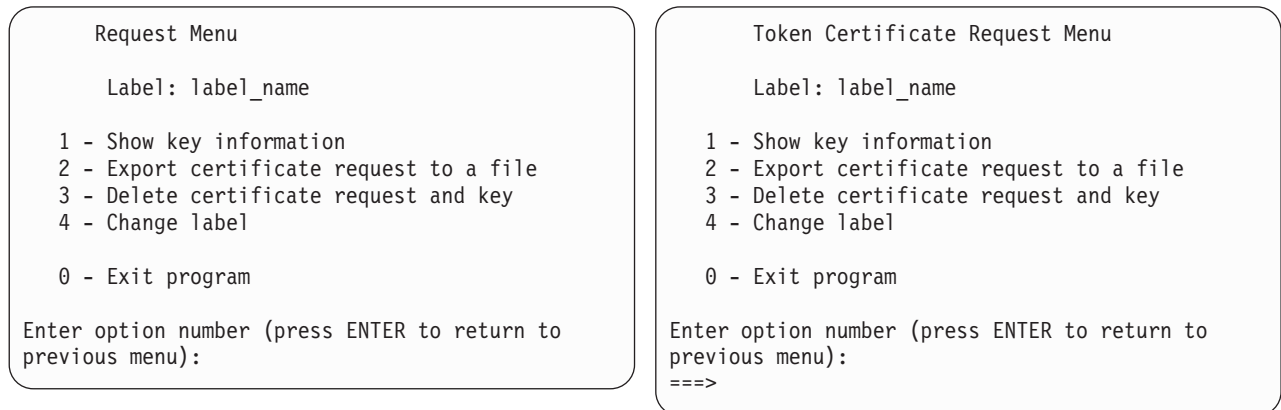 Request Menu
Label: label_name
1 - Show key information
2 - Export certificate request to a file
3 - Delete certificate request and key
4 - Change label
0 - Exit program
Enter option number (press ENTER to return to
previous menu):
Token Certificate Request Menu
Label: label_name
1 - Show key information
2 - Export certificate request to a file
3 - Delete certificate request and key
4 - Change label
0 - Exit program
Enter option number (press ENTER to return to
previous menu):
===>